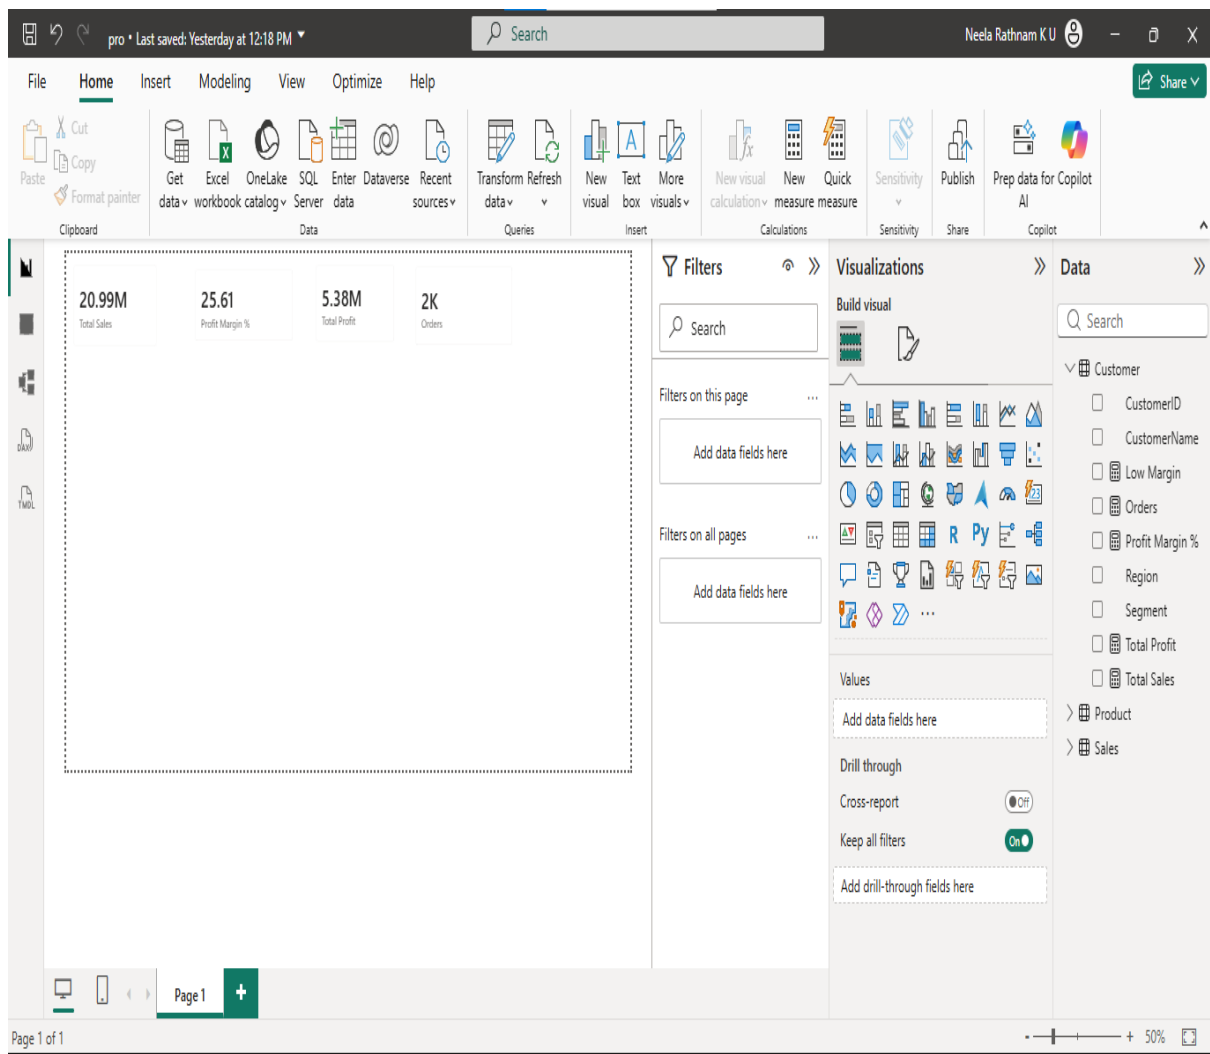 pro • Last saved: Yesterday at 12:18 PM
Search
Neela Rathnam K U
File Home Insert Modeling View Optimize Help
Share
Paste
Cut
Copy
Format painter
Clipboard
Get data
Excel workbook
OneLake catalog
SQL Server
Enter data
Dataverse
Recent sources
Data
Transform data
Refresh
Queries
New visual
Text box
More visuals
Insert
New visual calculation
New measure
Quick measure
Calculations
Sensitivity
Sensitivity
Publish
Share
Prep data for AI
Copilot
Copilot
DAX
TMDL
20.99M
Total Sales
25.61
Profit Margin %
5.38M
Total Profit
2K
Orders
Filters
Search
Filters on this page ...
Add data fields here
Filters on all pages ...
Add data fields here
Visualizations
Build visual
123
R Py
...
Values
Add data fields here
Drill through
Cross-report Off
Keep all filters On
Add drill-through fields here
Data
Search
Customer
CustomerID
CustomerName
Low Margin
Orders
Profit Margin %
Region
Segment
Total Profit
Total Sales
Product
Sales
Page 1 +
Page 1 of 1
- + 50%